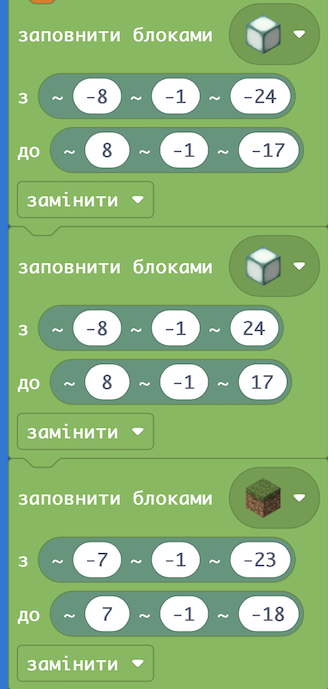 заповнити блоками
з ~ -8 ~ -1 ~ -24
до ~ 8 ~ -1 ~ -17
замінити
заповнити блоками
з ~ -8 ~ -1 ~ 24
до ~ 8 ~ -1 ~ 17
замінити
заповнити блоками
з ~ -7 ~ -1 ~ -23
до ~ 7 ~ -1 ~ -18
замінити